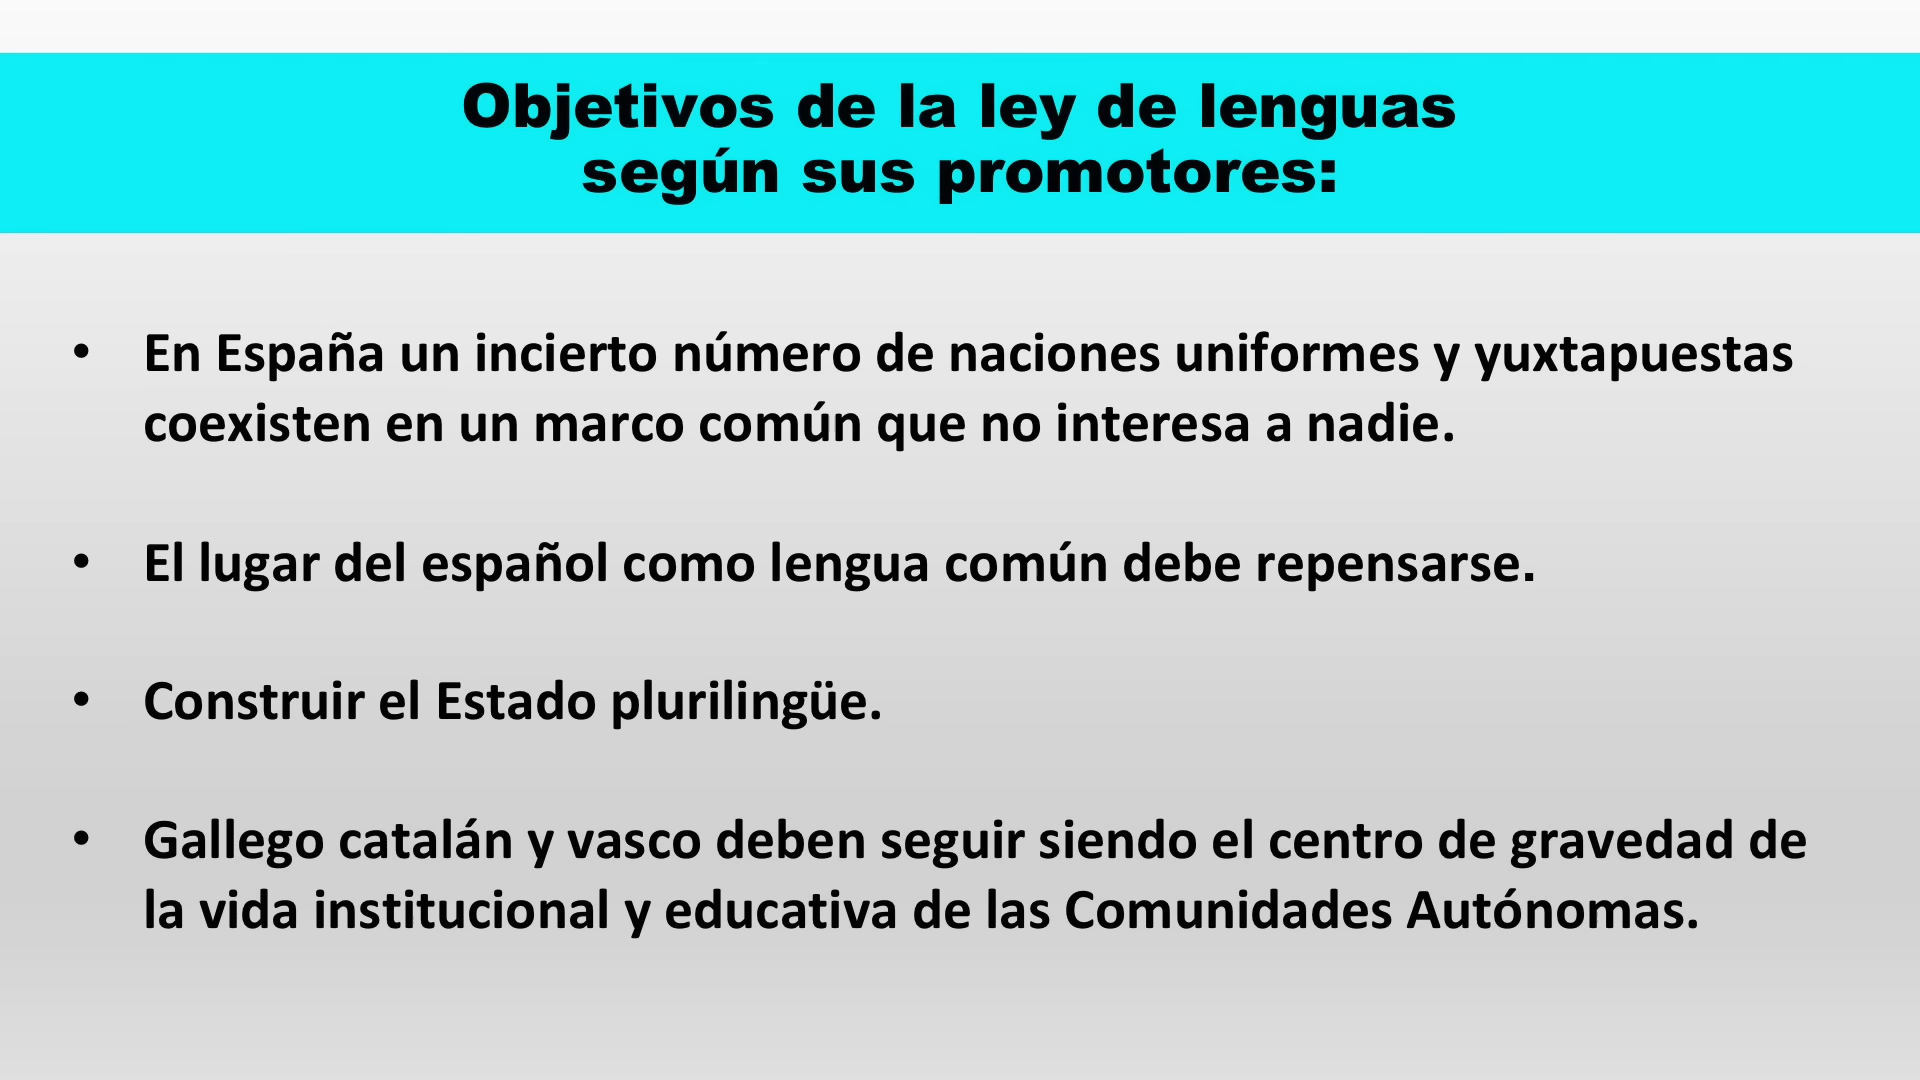 Objetivos de la ley de lenguas
según sus promotores:
• En España un incierto número de naciones uniformes y yuxtapuestas
coexisten en un marco común que no interesa a nadie.
• El lugar del español como lengua común debe repensarse.
• Construir el Estado plurilingüe.
• Gallego catalán y vasco deben seguir siendo el centro de gravedad de
la vida institucional y educativa de las Comunidades Autónomas.